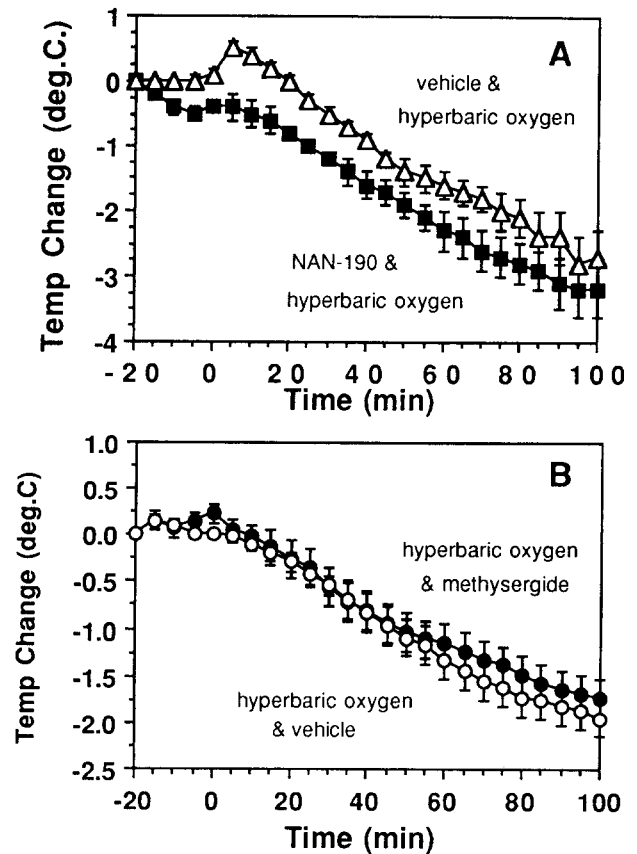 A
1
0
-1
-2
-3
-4
Temp Change (deg.C.)
vehicle &
hyperbaric oxygen
NAN-190 &
hyperbaric oxygen
-20 0 20 40 60 80 100
Time (min)
B
1.0
0.5
0.0
-0.5
-1.0
-1.5
-2.0
-2.5
Temp Change (deg.C)
hyperbaric oxygen
& methysergide
hyperbaric oxygen
& vehicle
-20 0 20 40 60 80 100
Time (min)